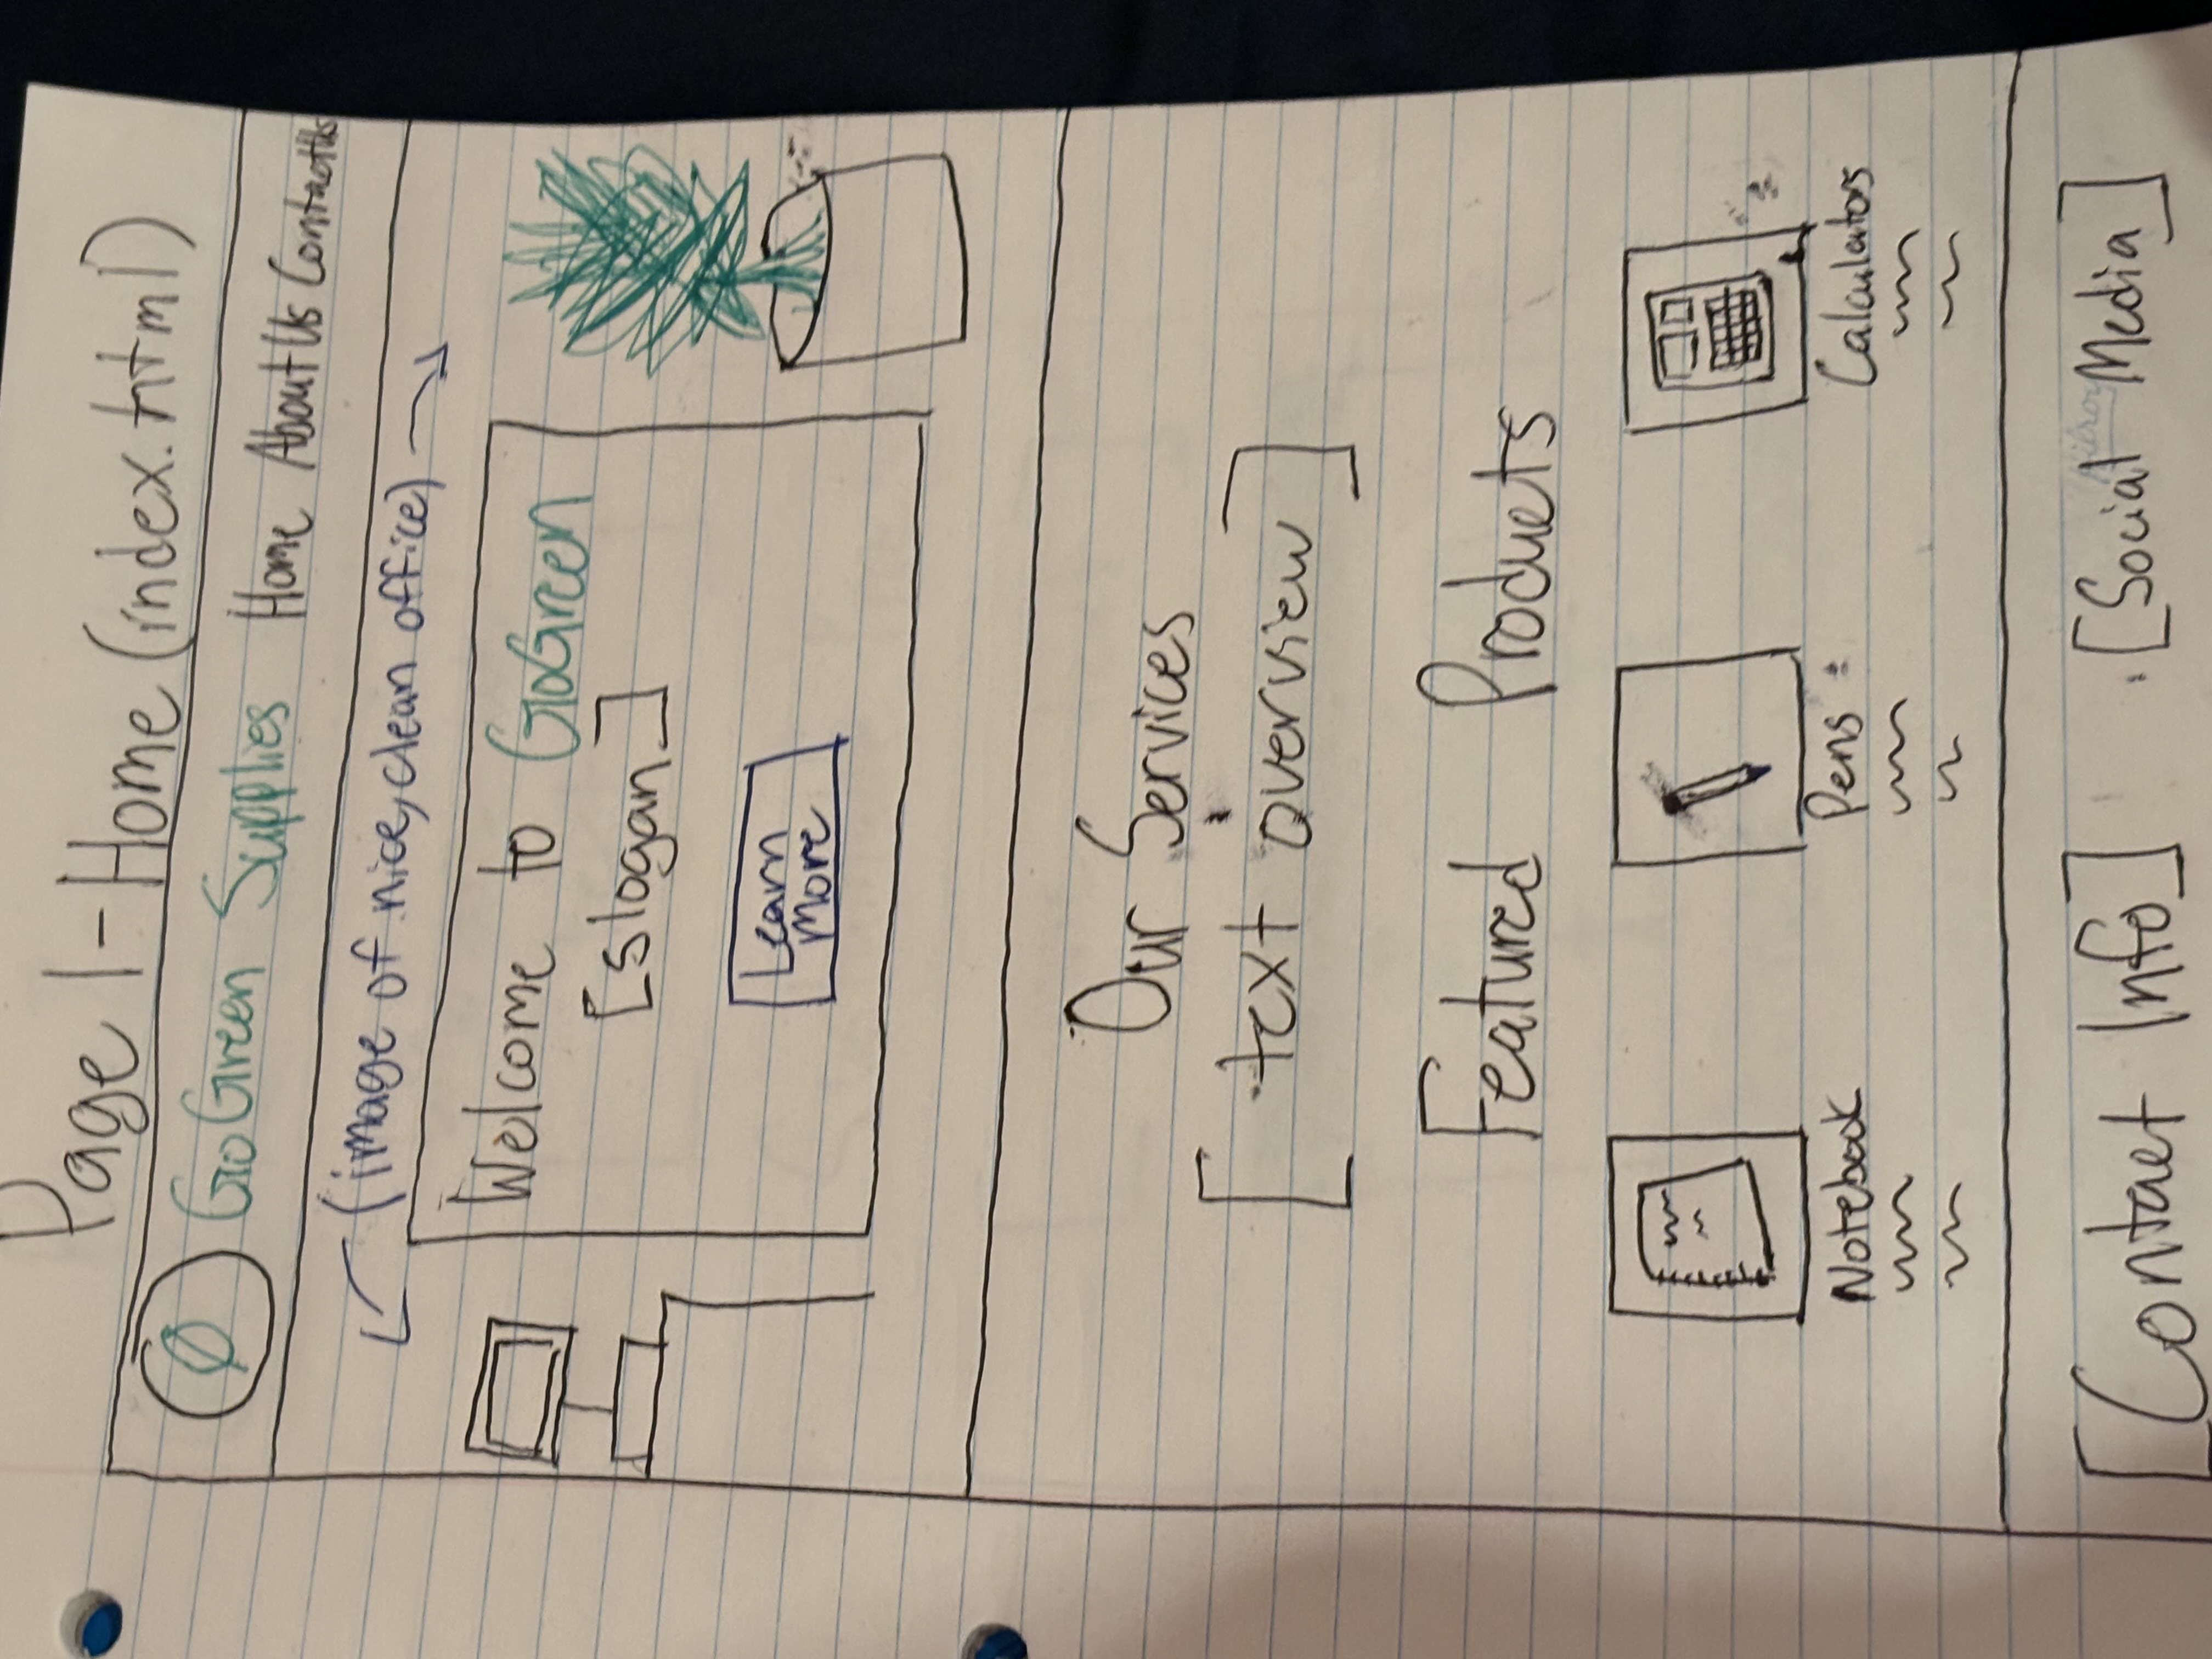 Page 1 - Home (index.html)
GoGreen Supplies Home About Us Contact Us
(image of nice, clean office)
Welcome to GoGreen
[slogan]
Learn
More
Our Services
[text overview]
Featured Products
Notebook Pens Calculators
[Contact Info] [Social Media]